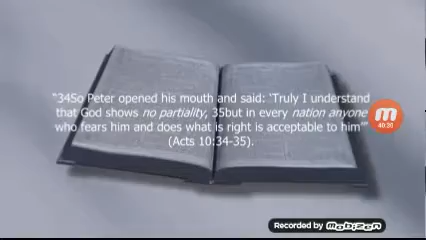 “34So Peter opened his mouth and said: ‘Truly I understand
that God shows no partiality, 35but in every nation anyone
who fears him and does what is right is acceptable to him’”
(Acts 10:34-35).
Recorded by mobizen